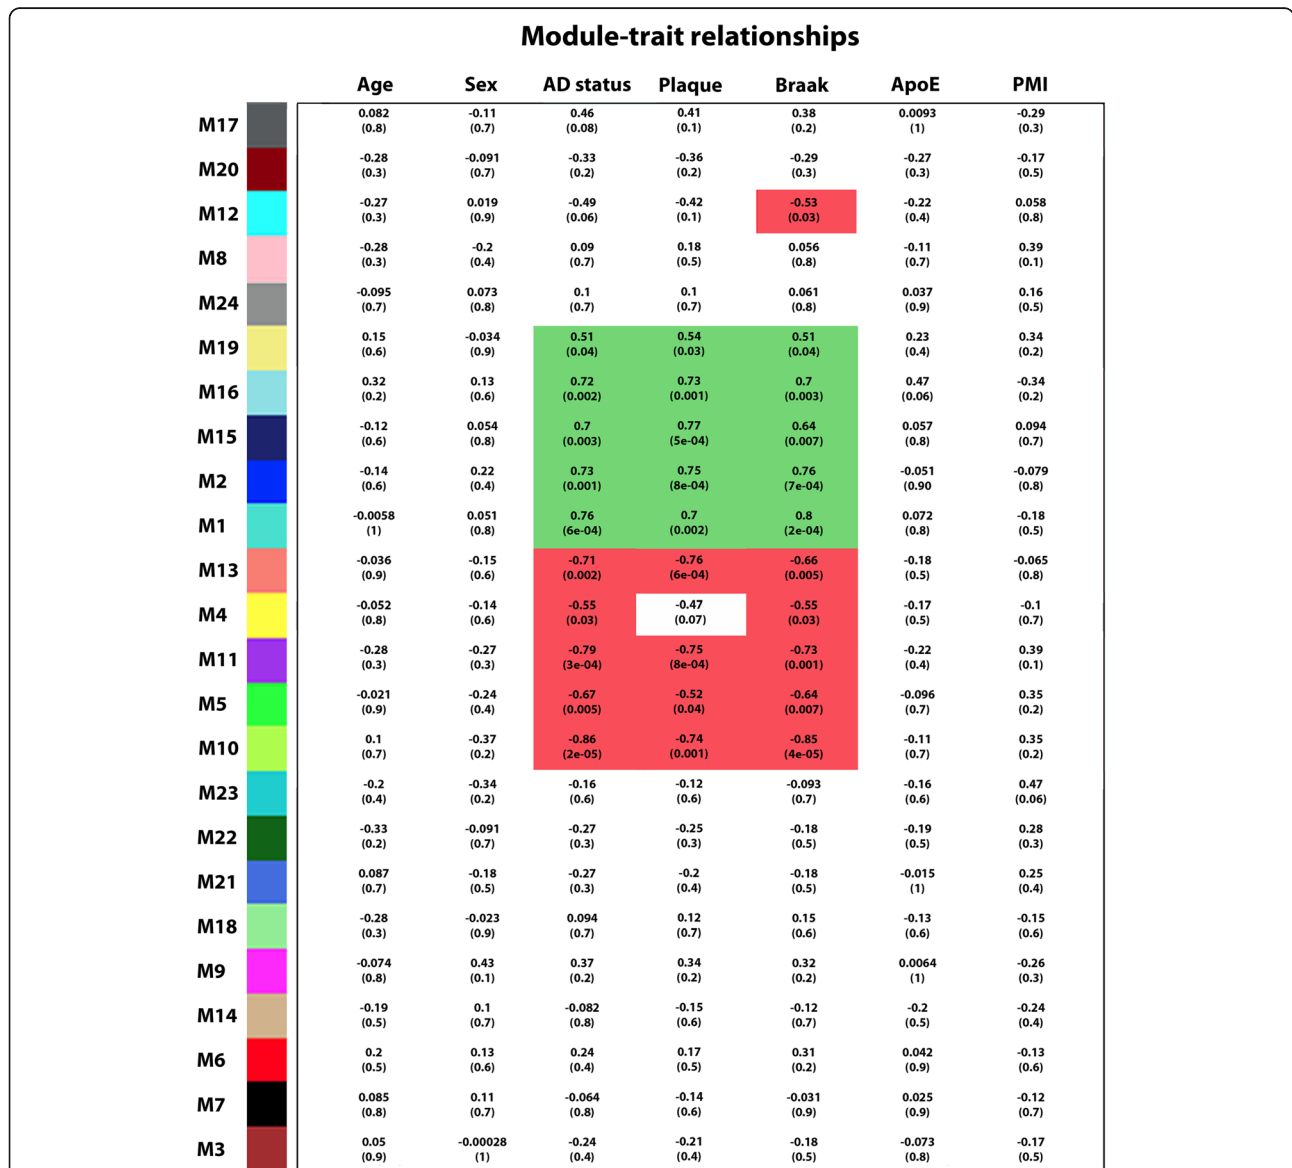 Module-trait relationships
Age Sex AD status Plaque Braak ApoE PMI
M17 0.082 -0.11 0.46 0.41 0.38 0.0093 -0.29
(0.8) (0.7) (0.08) (0.1) (0.2) (1) (0.3)
M20 -0.28 -0.091 -0.33 -0.36 -0.29 -0.27 -0.17
(0.3) (0.7) (0.2) (0.2) (0.3) (0.3) (0.5)
M12 -0.27 0.019 -0.49 -0.42 -0.53 -0.22 0.058
(0.3) (0.9) (0.06) (0.1) (0.03) (0.4) (0.8)
M8 -0.28 -0.2 0.09 0.18 0.056 -0.11 0.39
(0.3) (0.4) (0.7) (0.5) (0.8) (0.7) (0.1)
M24 -0.095 0.073 0.1 0.1 0.061 0.037 0.16
(0.7) (0.8) (0.7) (0.7) (0.8) (0.9) (0.5)
M19 0.15 -0.034 0.51 0.54 0.51 0.23 0.34
(0.6) (0.9) (0.04) (0.03) (0.04) (0.4) (0.2)
M16 0.32 0.13 0.72 0.73 0.7 0.47 -0.34
(0.2) (0.6) (0.002) (0.001) (0.003) (0.06) (0.2)
M15 -0.12 0.054 0.7 0.77 0.64 0.057 0.094
(0.6) (0.8) (0.003) (5e-04) (0.007) (0.8) (0.7)
M2 -0.14 0.22 0.73 0.75 0.76 -0.051 -0.079
(0.6) (0.4) (0.001) (8e-04) (7e-04) (0.90 (0.8)
M1 -0.0058 0.051 0.76 0.7 0.8 0.072 -0.18
(1) (0.8) (6e-04) (0.002) (2e-04) (0.8) (0.5)
M13 -0.036 -0.15 -0.71 -0.76 -0.66 -0.18 -0.065
(0.9) (0.6) (0.002) (6e-04) (0.005) (0.5) (0.8)
M4 -0.052 -0.14 -0.55 -0.47 -0.55 -0.17 -0.1
(0.8) (0.6) (0.03) (0.07) (0.03) (0.5) (0.7)
M11 -0.28 -0.27 -0.79 -0.75 -0.73 -0.22 0.39
(0.3) (0.3) (3e-04) (8e-04) (0.001) (0.4) (0.1)
M5 -0.021 -0.24 -0.67 -0.52 -0.64 -0.096 0.35
(0.9) (0.4) (0.005) (0.04) (0.007) (0.7) (0.2)
M10 0.1 -0.37 -0.86 -0.74 -0.85 -0.11 0.35
(0.7) (0.2) (2e-05) (0.001) (4e-05) (0.7) (0.2)
M23 -0.2 -0.34 -0.16 -0.12 -0.093 -0.16 0.47
(0.4) (0.2) (0.6) (0.6) (0.7) (0.6) (0.06)
M22 -0.33 -0.091 -0.27 -0.25 -0.18 -0.19 0.28
(0.2) (0.7) (0.3) (0.3) (0.5) (0.5) (0.3)
M21 0.087 -0.18 -0.27 -0.2 -0.18 -0.015 0.25
(0.7) (0.5) (0.3) (0.4) (0.5) (1) (0.4)
M18 -0.28 -0.023 0.094 0.12 0.15 -0.13 -0.15
(0.3) (0.9) (0.7) (0.7) (0.6) (0.6) (0.6)
M9 -0.074 0.43 0.37 0.34 0.32 0.0064 -0.26
(0.8) (0.1) (0.2) (0.2) (0.2) (1) (0.3)
M14 -0.19 0.1 -0.082 -0.15 -0.12 -0.2 -0.24
(0.5) (0.7) (0.8) (0.6) (0.7) (0.5) (0.4)
M6 0.2 0.13 0.24 0.17 0.31 0.042 -0.13
(0.5) (0.6) (0.4) (0.5) (0.2) (0.9) (0.6)
M7 0.085 0.11 -0.064 -0.14 -0.031 0.025 -0.12
(0.8) (0.7) (0.8) (0.6) (0.9) (0.9) (0.7)
M3 0.05 -0.00028 -0.24 -0.21 -0.18 -0.073 -0.17
(0.9) (1) (0.4) (0.4) (0.5) (0.8) (0.5)